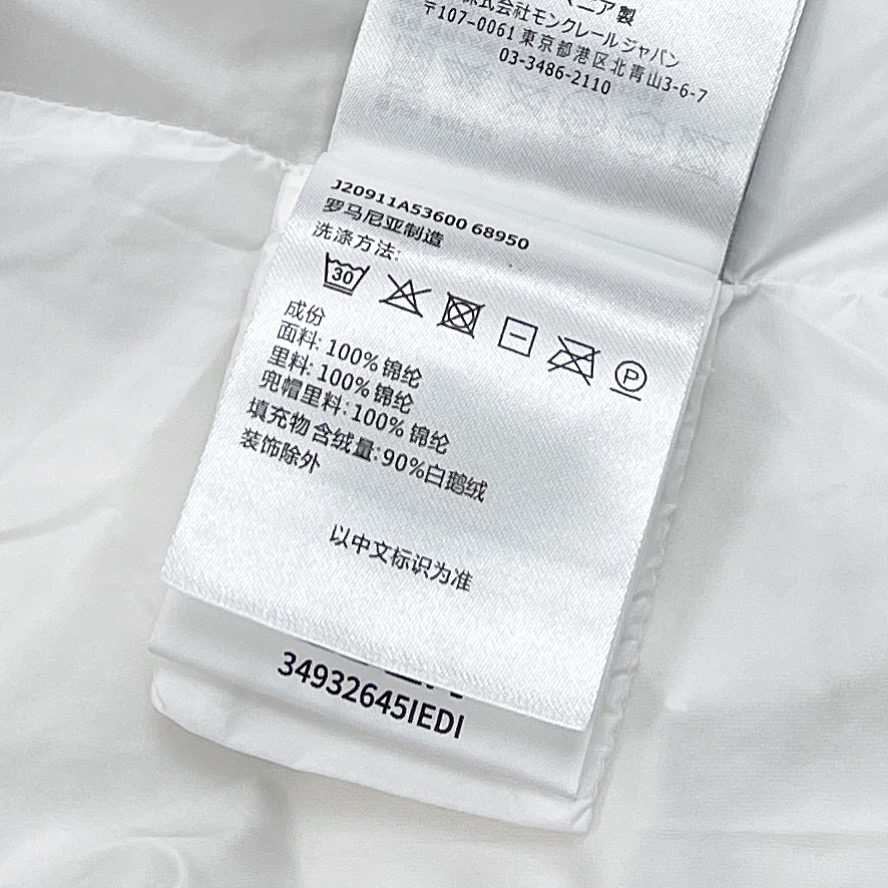 マニア製
株式会社モンクレールジャパン
〒107-0061 東京都港区北青山3-6-7
03-3486-2110
J20911A53600 68950
罗马尼亚制造
洗涤方法:
30
P
成份
面料: 100% 锦纶
里料: 100% 锦纶
兜帽里料: 100% 锦纶
填充物 含绒量: 90%白鹅绒
装饰除外
以中文标识为准
34932645IEDI